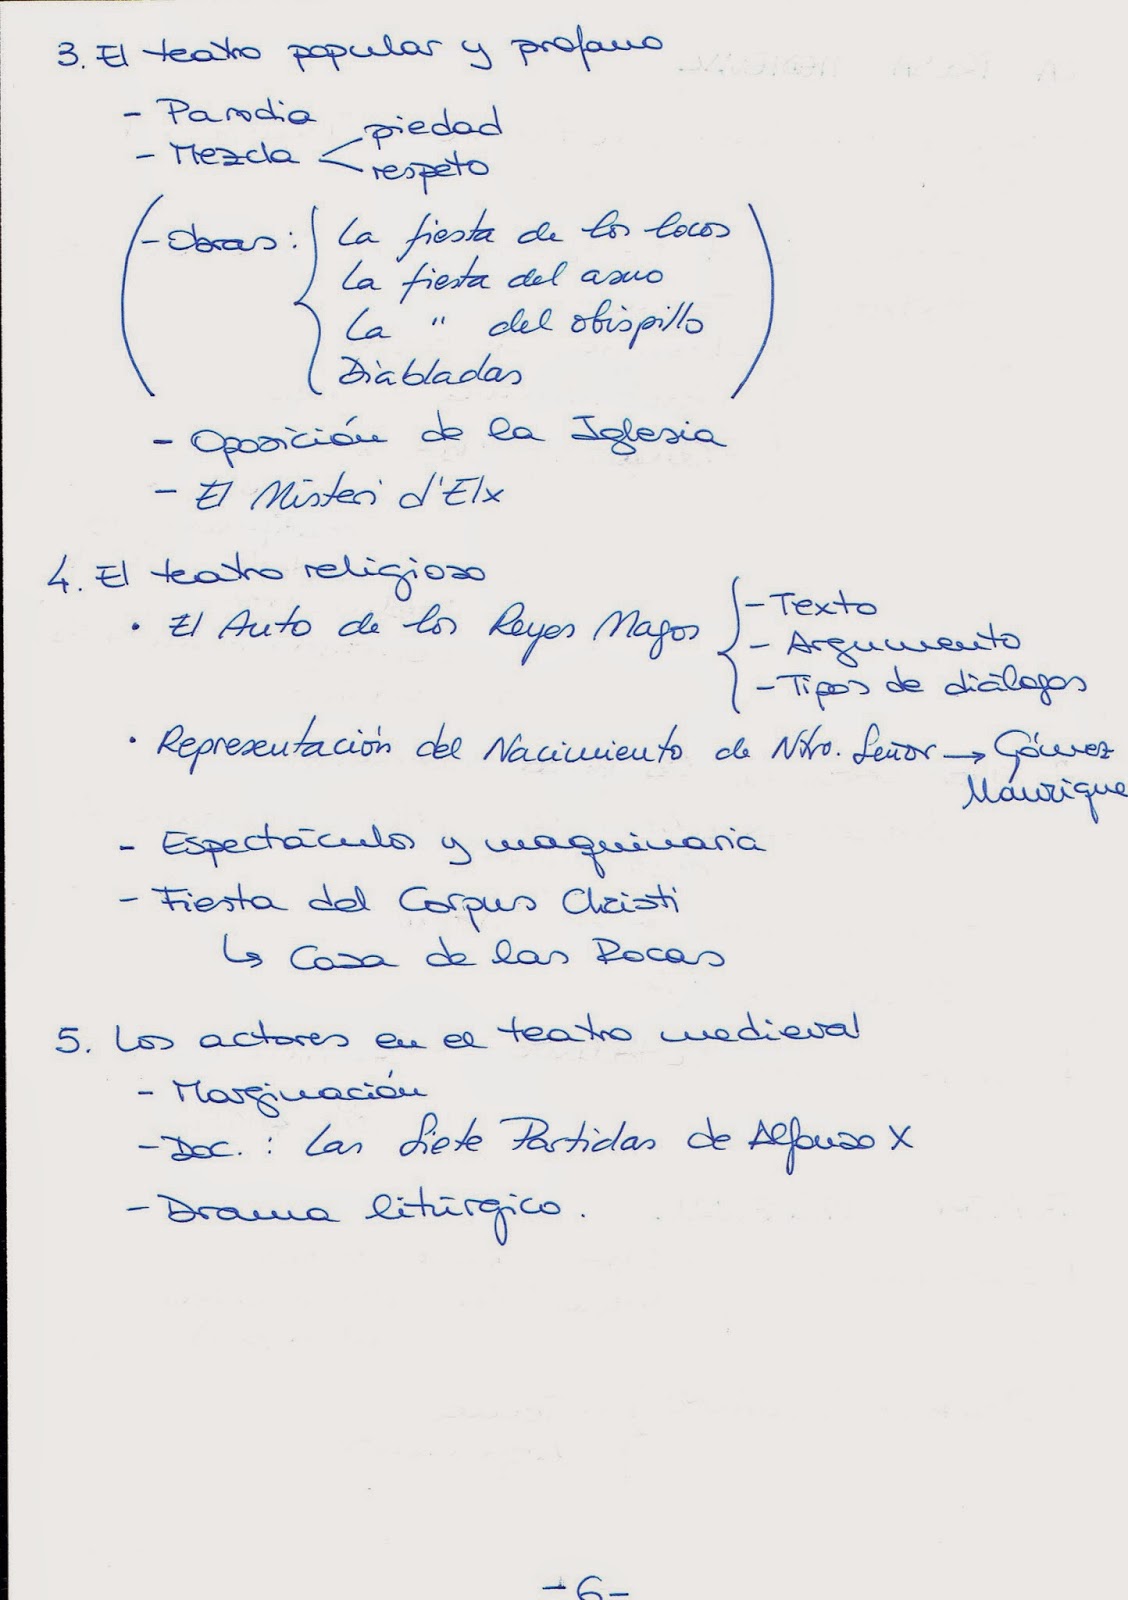 3. El teatro popular y profano
- Parodia
- Mezcla < piedad
respeto
- Obras: La fiesta de los locos
La fiesta del asno
La " del obispillo
Diabladas
- Oposición de la Iglesia
- El Misteri d'Elx
4. El teatro religioso
• El Auto de los Reyes Magos { - Texto
- Argumento
- Tipos de diálogos
• Representación del Nacimiento de Ntro. Señor → Gómez
Manrique
- Espectáculos y maquinaria
- Fiesta del Corpus Christi
↳ Casa de las Rocas
5. Los actores en el teatro medieval
- Marginación
- Doc.: Las Siete Partidas de Alfonso X
- Drama litúrgico.
- 6 -